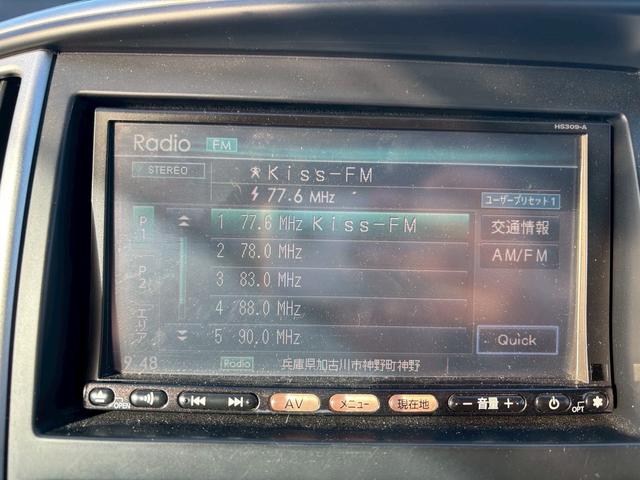 HS309-A
Radio FM
STEREO
Kiss-FM
77.6 MHz
ユーザープリセット1
P1
1 77.6 MHz Kiss-FM
交通情報
2 78.0 MHz
AM/FM
P2
3 83.0 MHz
4 88.0 MHz
エリア
5 90.0 MHz
Quick
9:48
Radio
兵庫県加古川市神野町神野
OPEN
AV
メニュー
現在地
− 音量 +
OPT